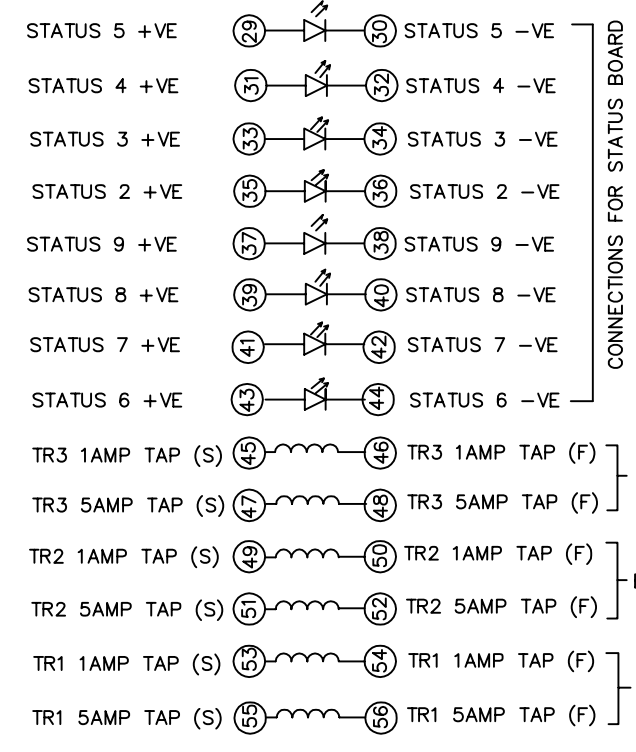 STATUS 5 +VE 29 30 STATUS 5 -VE
STATUS 4 +VE 31 32 STATUS 4 -VE
STATUS 3 +VE 33 34 STATUS 3 -VE
STATUS 2 +VE 35 36 STATUS 2 -VE
STATUS 9 +VE 37 38 STATUS 9 -VE
STATUS 8 +VE 39 40 STATUS 8 -VE
STATUS 7 +VE 41 42 STATUS 7 -VE
STATUS 6 +VE 43 44 STATUS 6 -VE
CONNECTIONS FOR STATUS BOARD
TR3 1AMP TAP (S) 45 46 TR3 1AMP TAP (F)
TR3 5AMP TAP (S) 47 48 TR3 5AMP TAP (F)
TR2 1AMP TAP (S) 49 50 TR2 1AMP TAP (F)
TR2 5AMP TAP (S) 51 52 TR2 5AMP TAP (F)
TR1 1AMP TAP (S) 53 54 TR1 1AMP TAP (F)
TR1 5AMP TAP (S) 55 56 TR1 5AMP TAP (F)